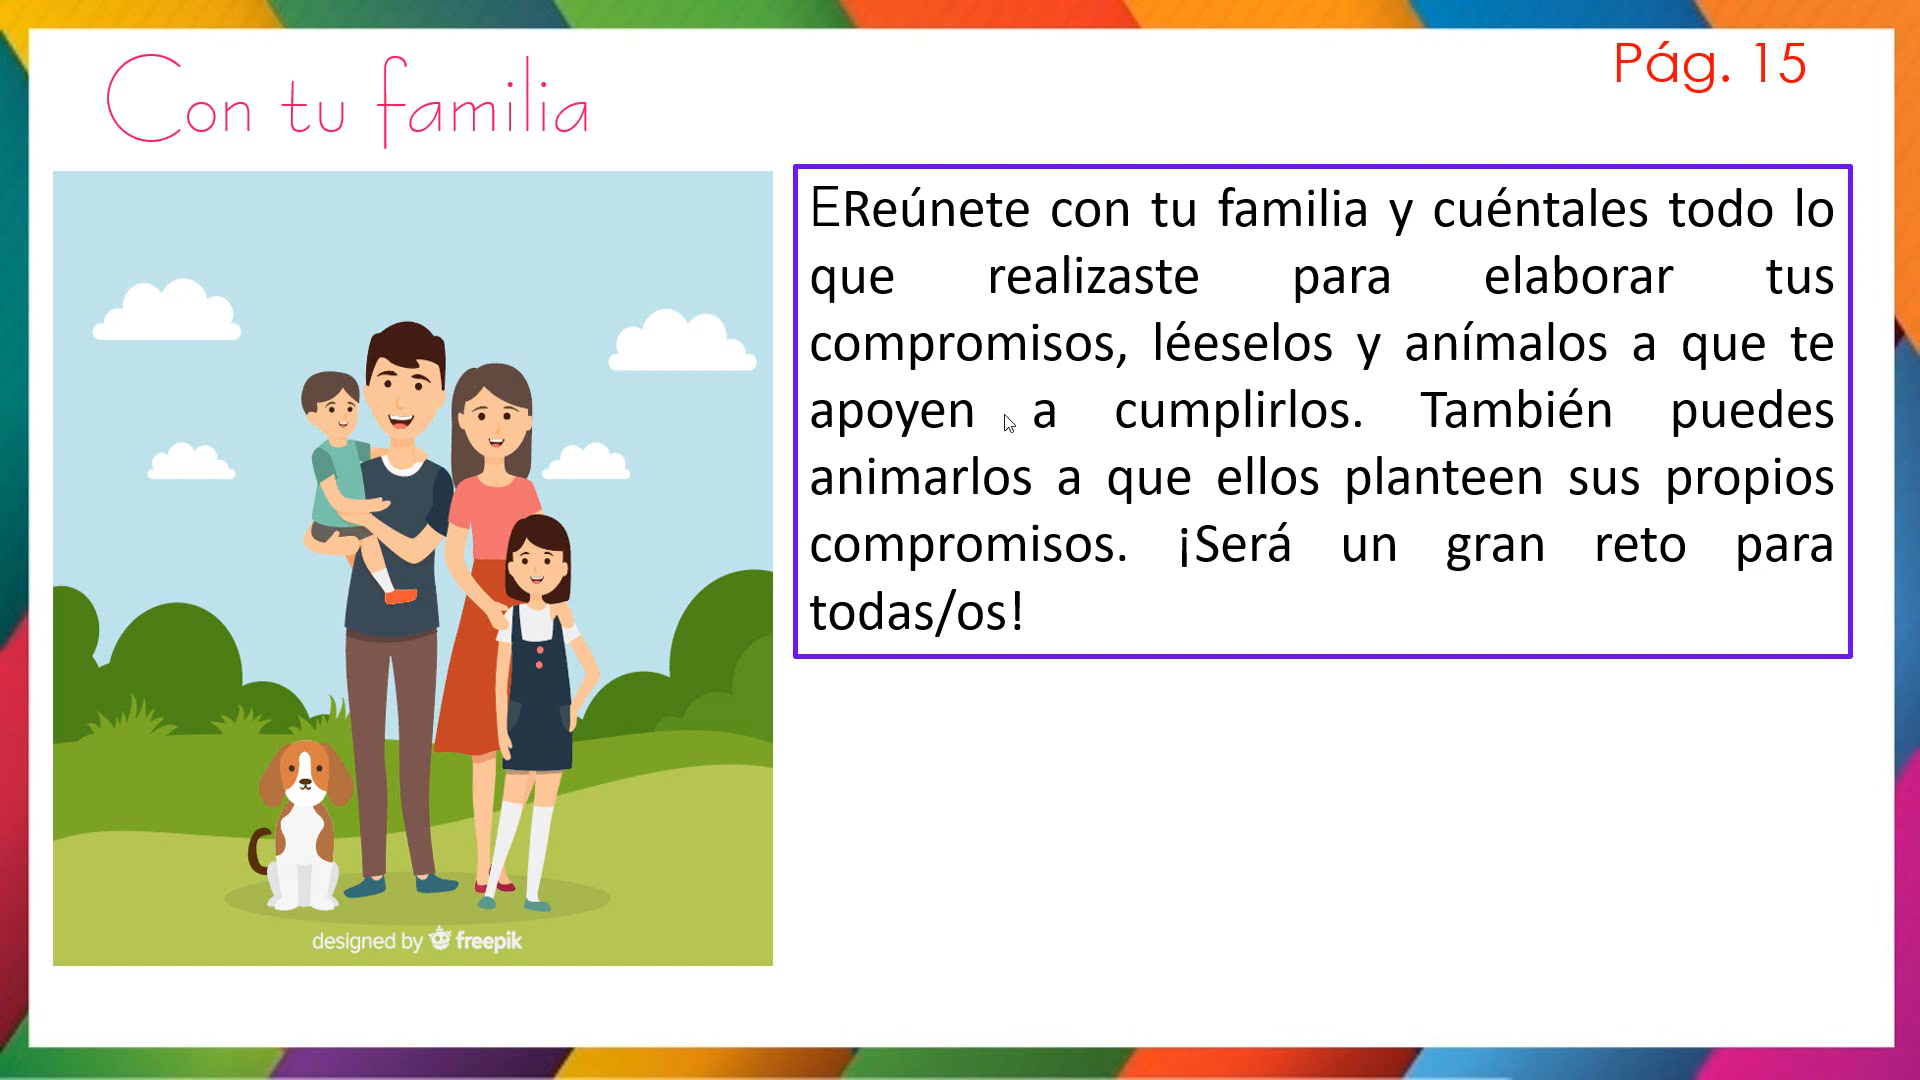 Con tu familia
Pág. 15
EReúnete con tu familia y cuéntales todo lo
que realizaste para elaborar tus
compromisos, léeselos y anímalos a que te
apoyen a cumplirlos. También puedes
animarlos a que ellos planteen sus propios
compromisos. ¡Será un gran reto para
todas/os!
designed by freepik